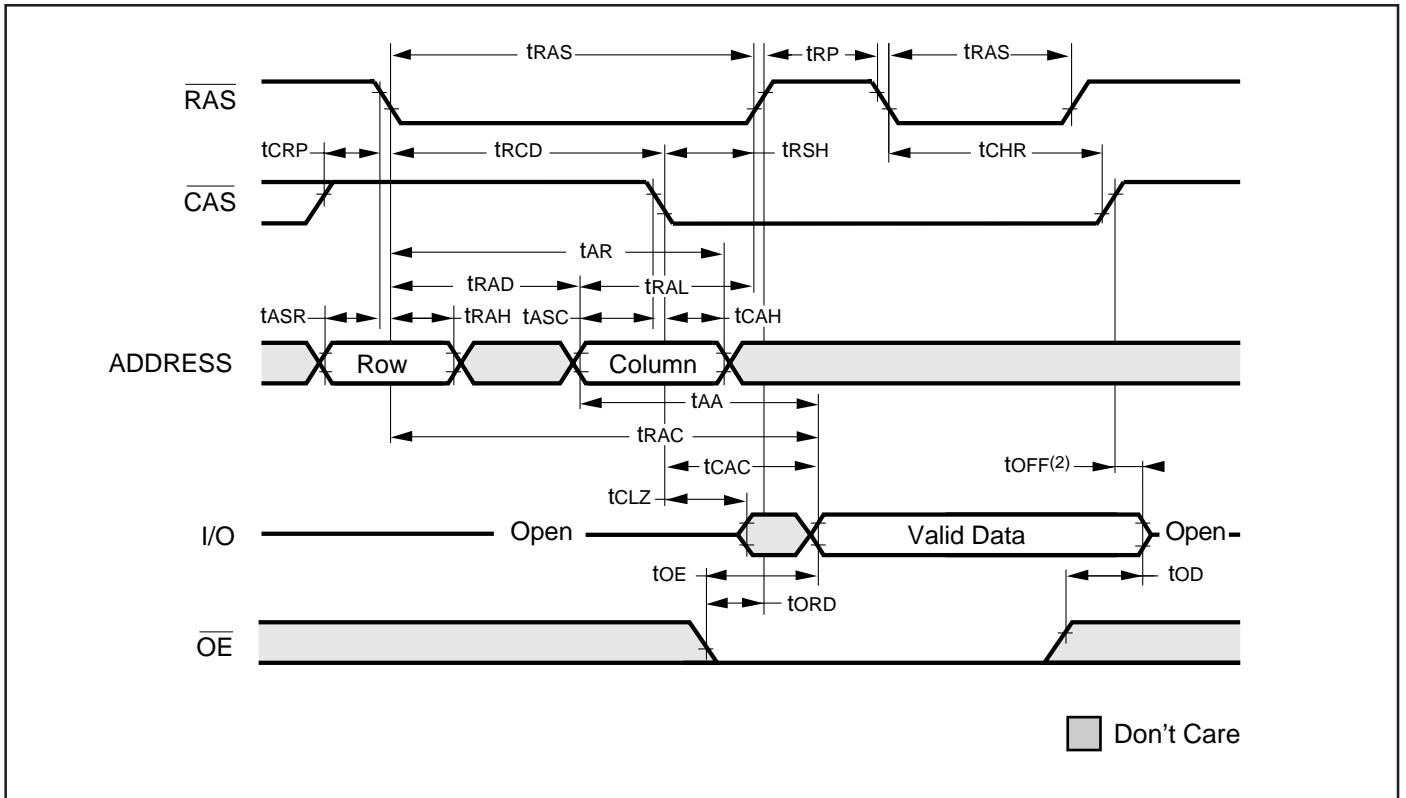 tRAS tRP tRAS
RAS
tCRP tRCD tRSH tCHR
CAS
tAR
tRAD tRAL
tASR tRAH tASC tCAH
ADDRESS Row Column
tAA
tRAC
tCAC tOFF(2)
tCLZ
I/O Open Valid Data Open
tOE tOD
tORD
OE
Don't Care